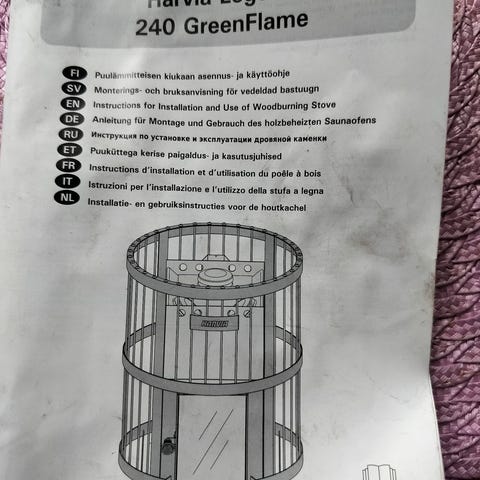 Harvia
240 GreenFlame
FI Puulämmitteisen kiukaan asennus- ja käyttöohje
SV Monterings- och bruksanvisning för vedeldad bastuugn
EN Instructions for Installation and Use of Woodburning Stove
DE Anleitung für Montage und Gebrauch des holzbeheizten Saunaofens
RU Инструкция по установке и эксплуатации дровяной каменки
ET Puuküttega kerise paigaldus- ja kasutusjuhised
FR Instructions d'installation et d'utilisation du poêle à bois
IT Istruzioni per l'installazione e l'utilizzo della stufa a legna
NL Installatie- en gebruiksinstructies voor de houtkachel
HARVIA